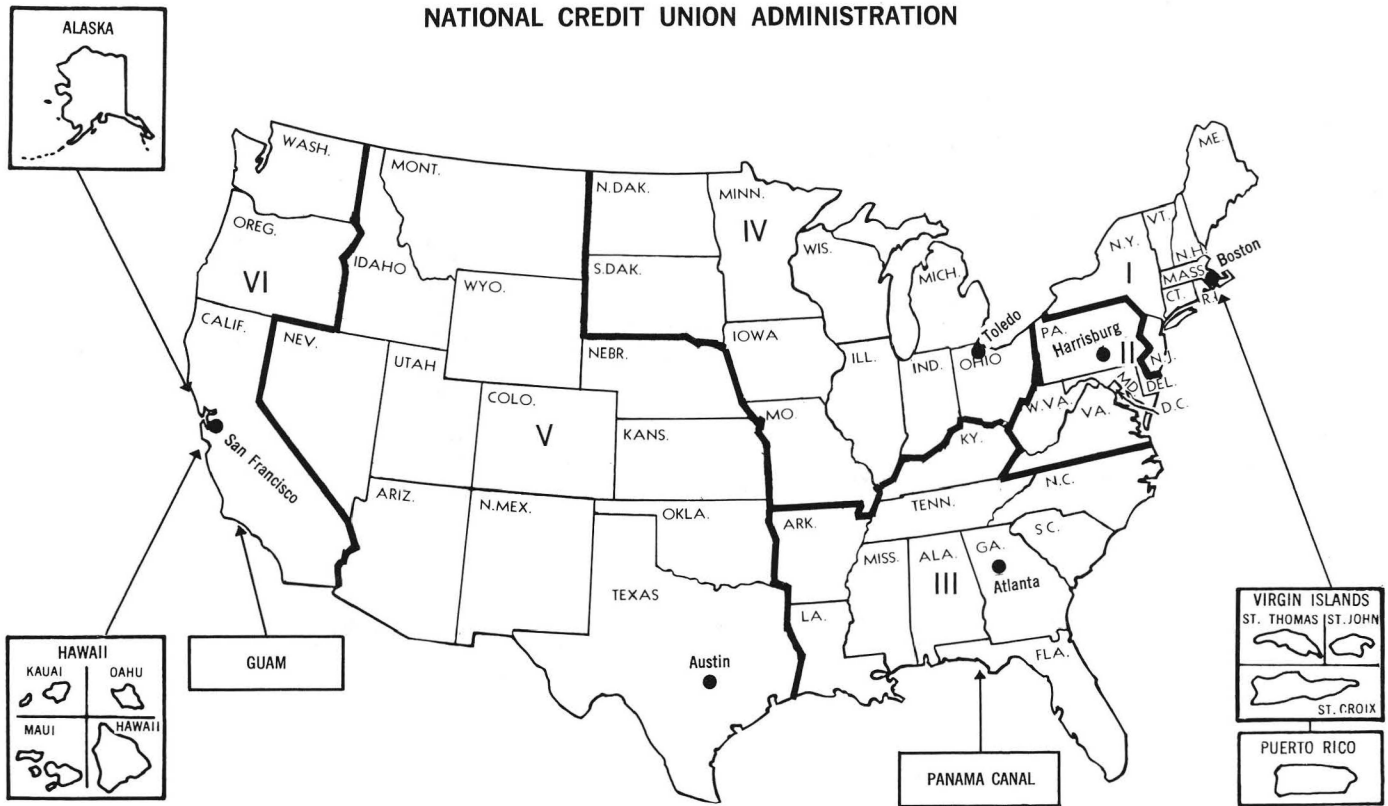 NATIONAL CREDIT UNION ADMINISTRATION
ALASKA
WASH.
MONT.
N.DAK.
MINN.
ME.
OREG.
IDAHO
S.DAK.
IV
WIS.
MICH.
N.Y.
VT.
N.H.
Boston
VI
WYO.
I
MASS.
CT.
R.I.
CALIF.
NEV.
UTAH
NEBR.
IOWA
ILL.
IND.
Toledo
OHIO
PA.
Harrisburg
II
N.J.
MD.
DEL.
D.C.
COLO.
V
KANS.
MO.
KY.
W.VA.
VA.
San Francisco
ARIZ.
N.MEX.
OKLA.
ARK.
TENN.
N.C.
S.C.
MISS.
ALA.
III
GA.
Atlanta
TEXAS
LA.
FLA.
Austin
HAWAII
KAUAI
OAHU
MAUI
HAWAII
GUAM
PANAMA CANAL
VIRGIN ISLANDS
ST. THOMAS
ST. JOHN
ST. CROIX
PUERTO RICO